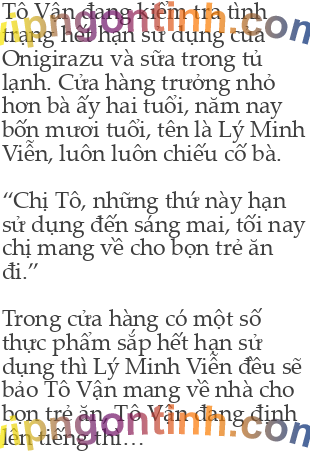 Tô Vận đang kiểm tra tình
trạng hết hạn sử dụng của
Onigirazu và sữa trong tủ
lạnh. Cửa hàng trưởng nhỏ
hơn bà ấy hai tuổi, năm nay
bốn mươi tuổi, tên là Lý Minh
Viễn, luôn luôn chiếu cố bà.
“Chị Tô, những thứ này hạn
sử dụng đến sáng mai, tối nay
chị mang về cho bọn trẻ ăn
đi.”
Trong cửa hàng có một số
thực phẩm sắp hết hạn sử
dụng thì Lý Minh Viễn đều sẽ
bảo Tô Vận mang về nhà cho
bọn trẻ ăn. Tô Vận đang định
lên tiếng thì…
vipngontinh.com
vipngontinh.com